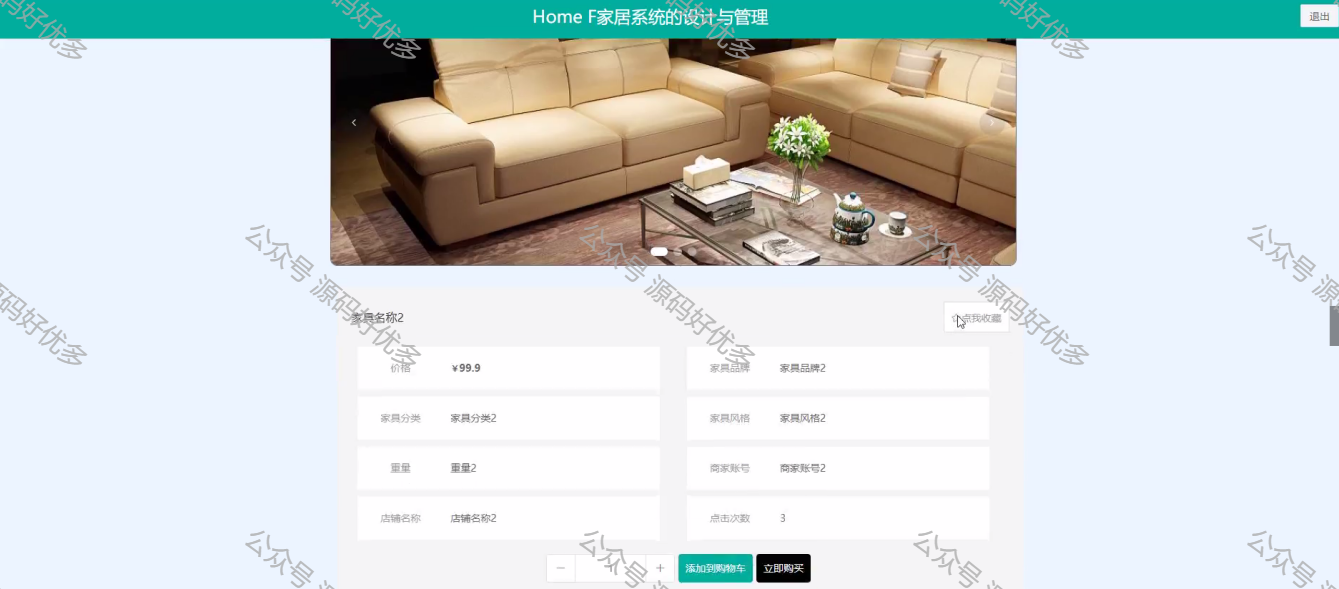 Home F家居系统的设计与管理
退出
家具名称2
点我收藏
价格 ¥99.9
家具品牌 家具品牌2
家具分类 家具分类2
家具风格 家具风格2
重量 重量2
商家账号 商家账号2
店铺名称 店铺名称2
点击次数 3
添加到购物车 立即购买
公众号 源码好优多